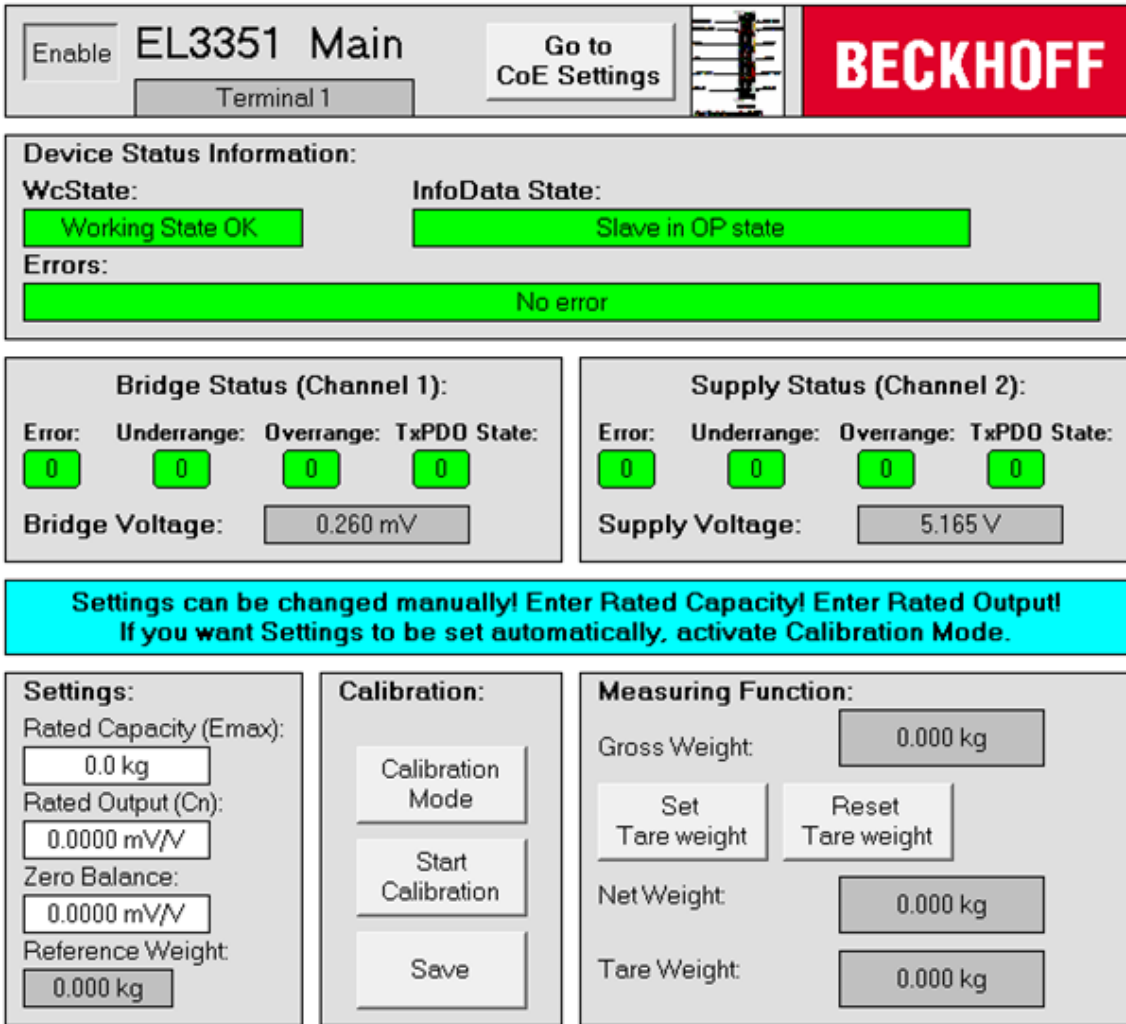 Enable
EL3351 Main
Terminal 1
Go to
CoE Settings
BECKHOFF
Device Status Information:
WcState:
InfoData State:
Working State OK
Slave in OP state
Errors:
No error
Bridge Status (Channel 1):
Error: Underrange: Overrange: TxPDO State:
0 0 0 0
Bridge Voltage: 0.260 mV
Supply Status (Channel 2):
Error: Underrange: Overrange: TxPDO State:
0 0 0 0
Supply Voltage: 5.165 V
Settings can be changed manually! Enter Rated Capacity! Enter Rated Output!
If you want Settings to be set automatically, activate Calibration Mode.
Settings:
Rated Capacity (Emax):
0.0 kg
Rated Output (Cn):
0.0000 mV/V
Zero Balance:
0.0000 mV/V
Reference Weight:
0.000 kg
Calibration:
Calibration
Mode
Start
Calibration
Save
Measuring Function:
Gross Weight: 0.000 kg
Set
Tare weight
Reset
Tare weight
Net Weight: 0.000 kg
Tare Weight: 0.000 kg